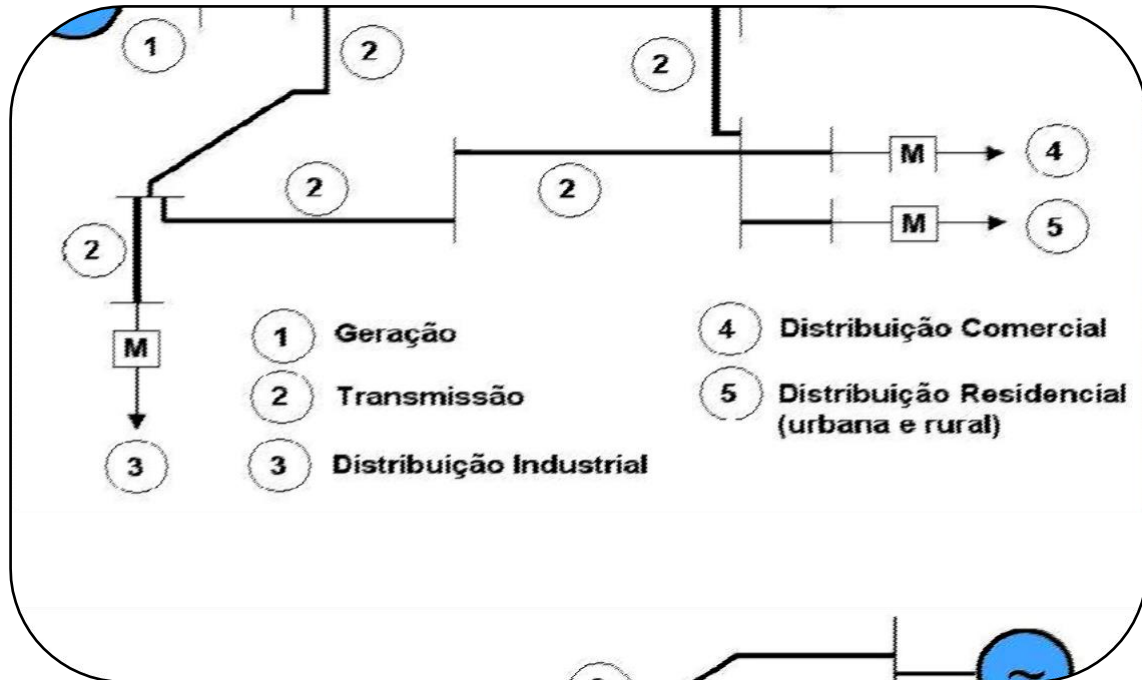 1
2
2
2
2
M
4
2
M
5
M
1 Geração
4 Distribuição Comercial
2 Transmissão
5 Distribuição Residencial
(urbana e rural)
3
3 Distribuição Industrial
~